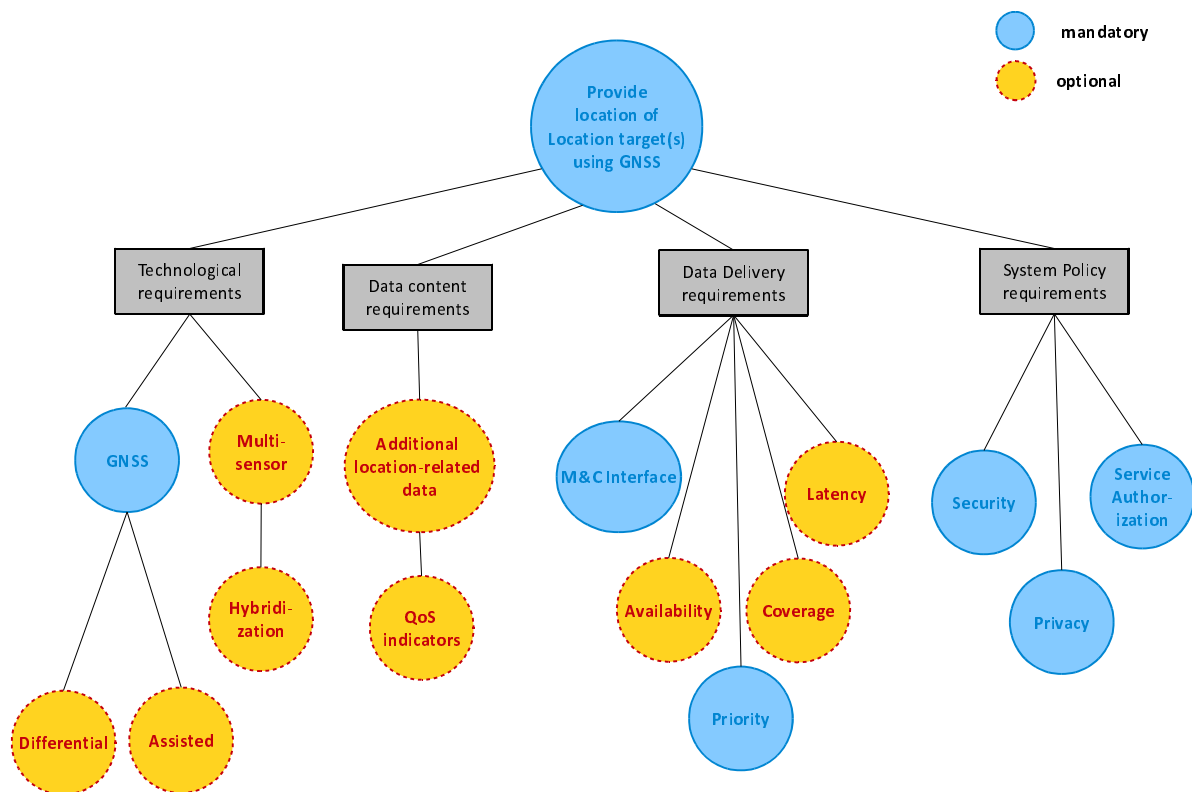 mandatory
optional
Provide
location of
Location target(s)
using GNSS
Technological
requirements
Data content
requirements
Data Delivery
requirements
System Policy
requirements
GNSS
Multi-
sensor
Additional
location-related
data
M&C Interface
Latency
Security
Service
Author-
ization
Hybridi-
zation
QoS
indicators
Availability
Coverage
Privacy
Differential
Assisted
Priority